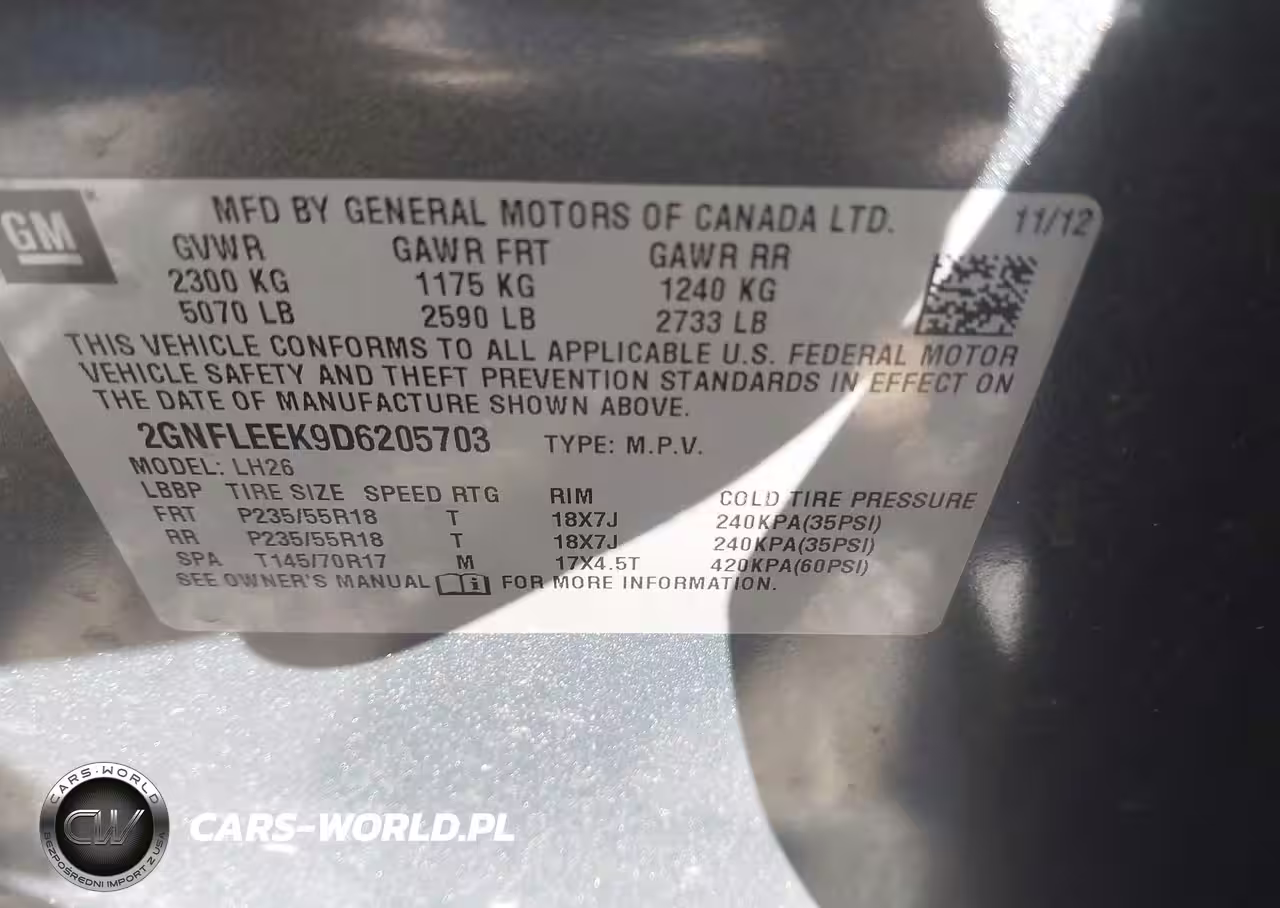 GM
MFD BY GENERAL MOTORS OF CANADA LTD. 11/12
GVWR GAWR FRT GAWR RR
2300 KG 1175 KG 1240 KG
5070 LB 2590 LB 2733 LB
THIS VEHICLE CONFORMS TO ALL APPLICABLE U.S. FEDERAL MOTOR
VEHICLE SAFETY AND THEFT PREVENTION STANDARDS IN EFFECT ON
THE DATE OF MANUFACTURE SHOWN ABOVE.
2GNFLEEK9D6205703 TYPE: M.P.V.
MODEL: LH26
LBBP TIRE SIZE SPEED RTG RIM COLD TIRE PRESSURE
FRT P235/55R18 T 18X7J 240KPA(35PSI)
RR P235/55R18 T 18X7J 240KPA(35PSI)
SPA T145/70R17 M 17X4.5T 420KPA(60PSI)
SEE OWNER'S MANUAL i FOR MORE INFORMATION.
CARS-WORLD
CW
BEZPOŚREDNI IMPORT Z USA
CARS-WORLD.PL